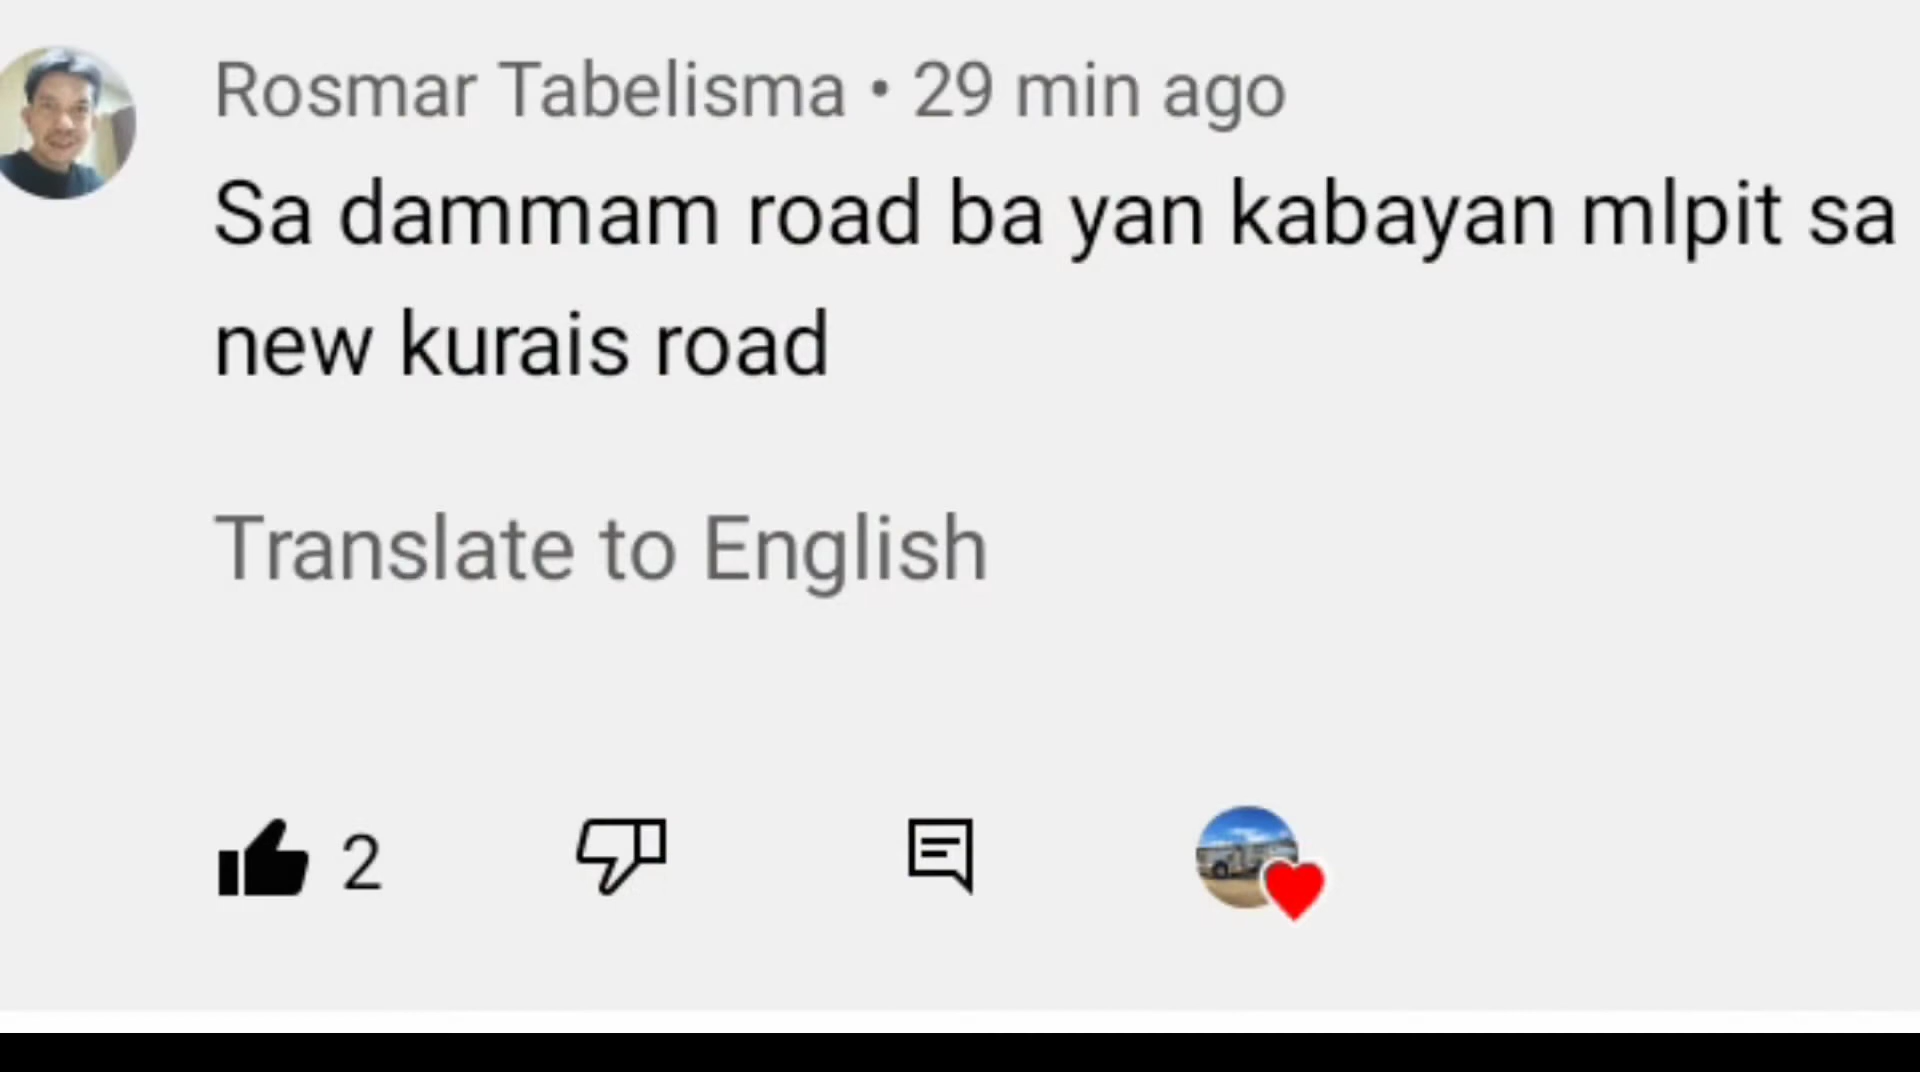 Rosmar Tabelisma • 29 min ago
Sa dammam road ba yan kabayan mlpit sa
new kurais road
Translate to English
2